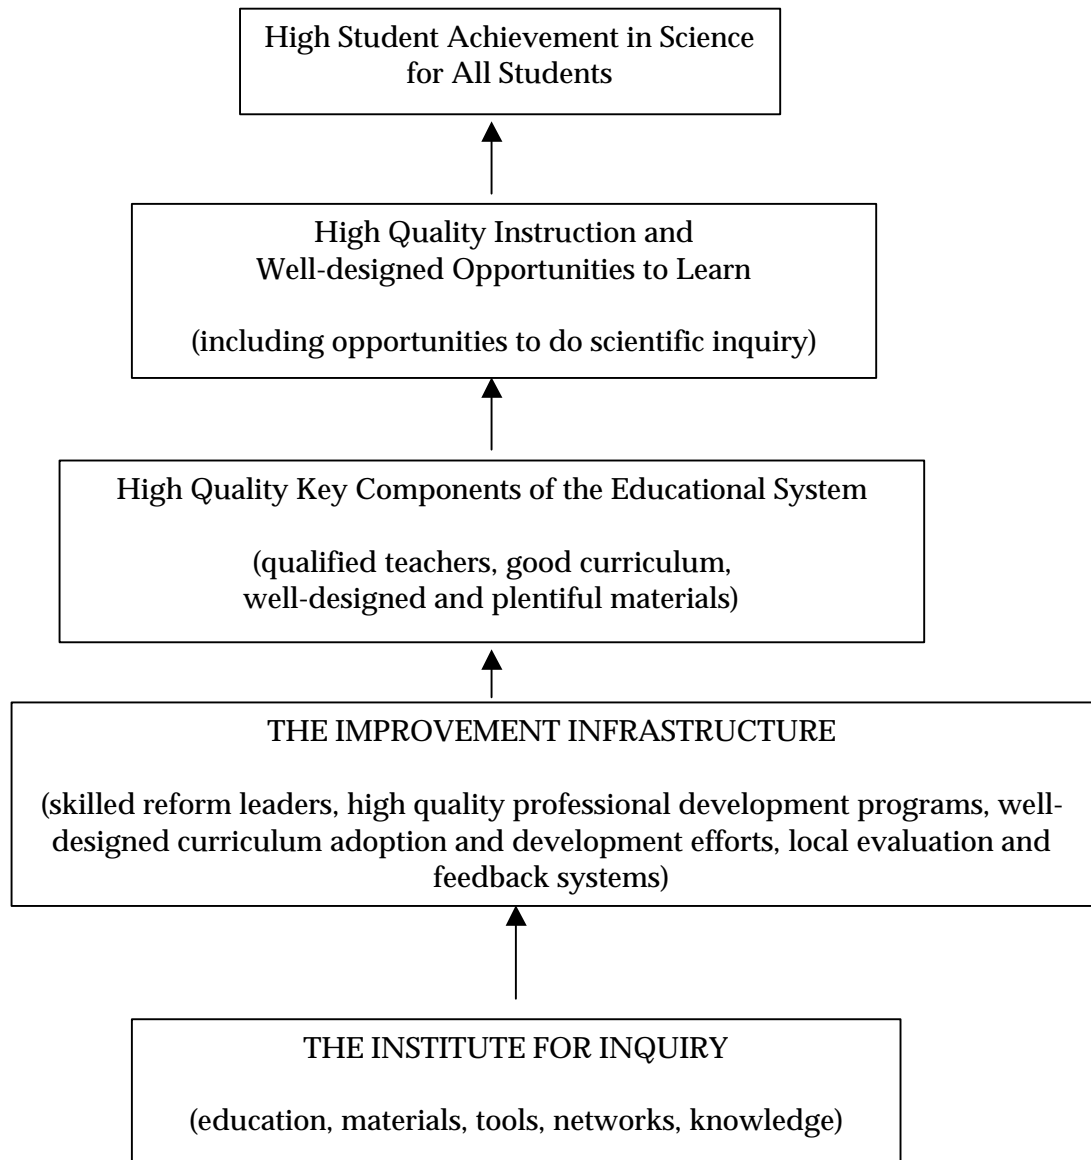 High Student Achievement in Science
for All Students
High Quality Instruction and
Well-designed Opportunities to Learn
(including opportunities to do scientific inquiry)
High Quality Key Components of the Educational System
(qualified teachers, good curriculum,
well-designed and plentiful materials)
THE IMPROVEMENT INFRASTRUCTURE
(skilled reform leaders, high quality professional development programs, well-
designed curriculum adoption and development efforts, local evaluation and
feedback systems)
THE INSTITUTE FOR INQUIRY
(education, materials, tools, networks, knowledge)